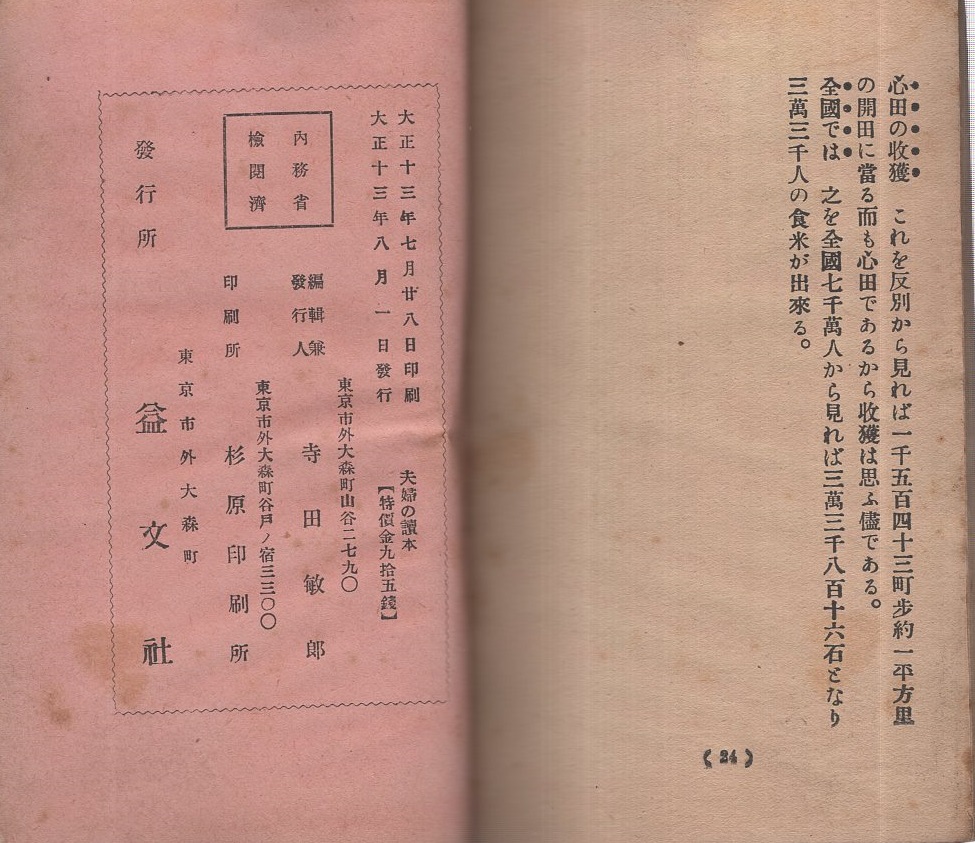 心田の收獲　これを反別から見れば一千五百四十三町步約一平方里
の開田に當る而も心田であるから收獲は思ふ儘である。
全國では　之を全國七千萬人から見れば三萬三千八百十六石となり
三萬三千人の食米が出來る。
(24)
大正十三年七月廿八日印刷
大正十三年八月一日發行
夫婦の讀本
【特價金九拾五錢】
內務省
檢閱濟
東京市外大森町山谷二七九〇
編輯兼
發行人
寺田敏郎
東京市外大森町谷戸ノ宿三三〇〇
印刷所
杉原印刷所
東京市外大森町
發行所
益文社